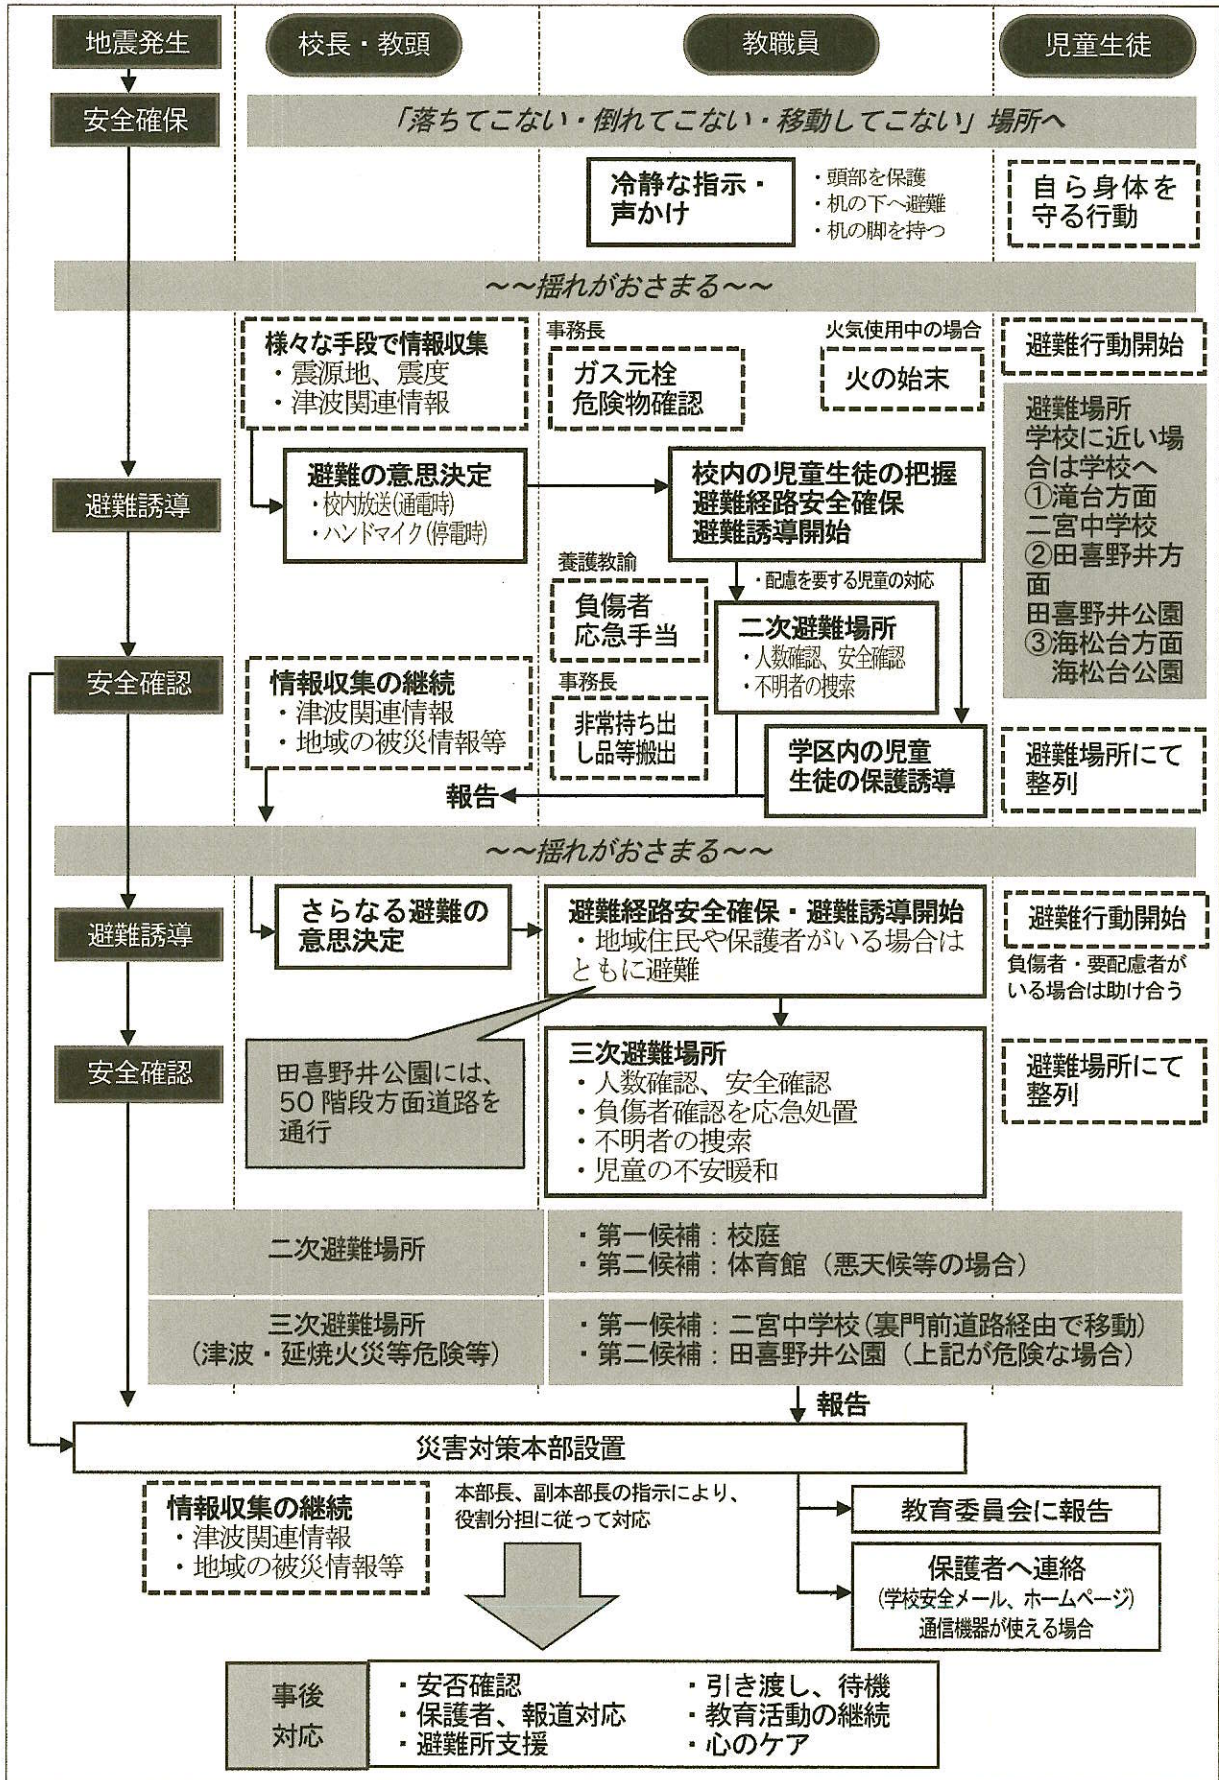 地震発生
校長・教頭
教職員
児童生徒
安全確保
「落ちてこない・倒れてこない・移動してこない」場所へ
冷静な指示・
声かけ
・頭部を保護
・机の下へ避難
・机の脚を持つ
自ら身体を
守る行動
～～揺れがおさまる～～
様々な手段で情報収集
・震源地、震度
・津波関連情報
事務長
ガス元栓
危険物確認
火気使用中の場合
火の始末
避難行動開始
避難場所
学校に近い場
合は学校へ
①滝台方面
二宮中学校
②田喜野井方
面
田喜野井公園
③海松台方面
海松台公園
避難誘導
避難の意思決定
・校内放送(通電時)
・ハンドマイク(停電時)
校内の児童生徒の把握
避難経路安全確保
避難誘導開始
養護教諭
負傷者
応急手当
・配慮を要する児童の対応
二次避難場所
・人数確認、安全確認
・不明者の捜索
安全確認
情報収集の継続
・津波関連情報
・地域の被災情報等
事務長
非常持ち出
し品等搬出
学区内の児童
生徒の保護誘導
報告
避難場所にて
整列
～～揺れがおさまる～～
避難誘導
さらなる避難の
意思決定
避難経路安全確保・避難誘導開始
・地域住民や保護者がいる場合は
ともに避難
避難行動開始
負傷者・要配慮者が
いる場合は助け合う
安全確認
田喜野井公園には、
50 階段方面道路を
通行
三次避難場所
・人数確認、安全確認
・負傷者確認を応急処置
・不明者の捜索
・児童の不安暖和
避難場所にて
整列
二次避難場所
・第一候補：校庭
・第二候補：体育館（悪天候等の場合）
三次避難場所
(津波・延焼火災等危険等)
・第一候補：二宮中学校(裏門前道路経由で移動)
・第二候補：田喜野井公園（上記が危険な場合）
報告
災害対策本部設置
情報収集の継続
・津波関連情報
・地域の被災情報等
本部長、副本部長の指示により、
役割分担に従って対応
教育委員会に報告
保護者へ連絡
(学校安全メール、ホームページ)
通信機器が使える場合
事後
対応
・安否確認
・保護者、報道対応
・避難所支援
・引き渡し、待機
・教育活動の継続
・心のケア